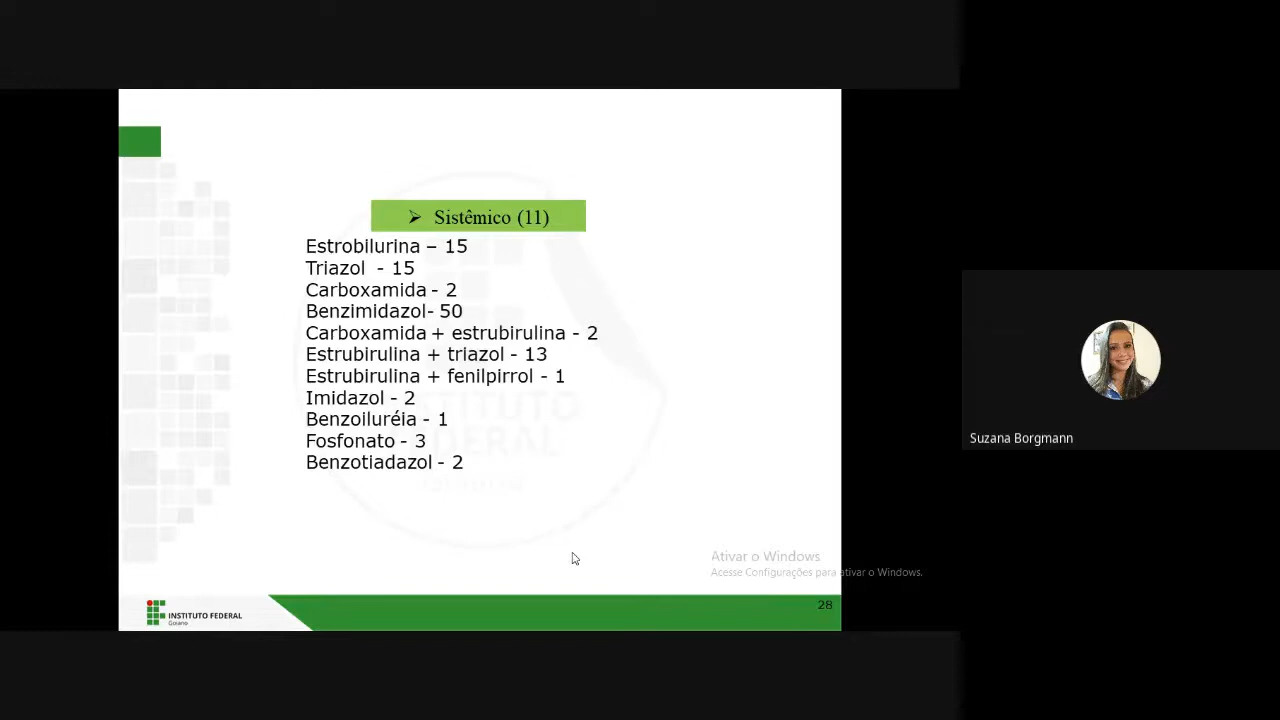 ➢ Sistêmico (11)
Estrobilurina – 15
Triazol - 15
Carboxamida - 2
Benzimidazol- 50
Carboxamida + estrubirulina - 2
Estrubirulina + triazol - 13
Estrubirulina + fenilpirrol - 1
Imidazol - 2
Benzoiluréia - 1
Fosfonato - 3
Benzotiadazol - 2
INSTITUTO
FEDERAL
Suzana Borgmann
Ativar o Windows
Acesse Configurações para ativar o Windows.
28
INSTITUTO FEDERAL
Goiano